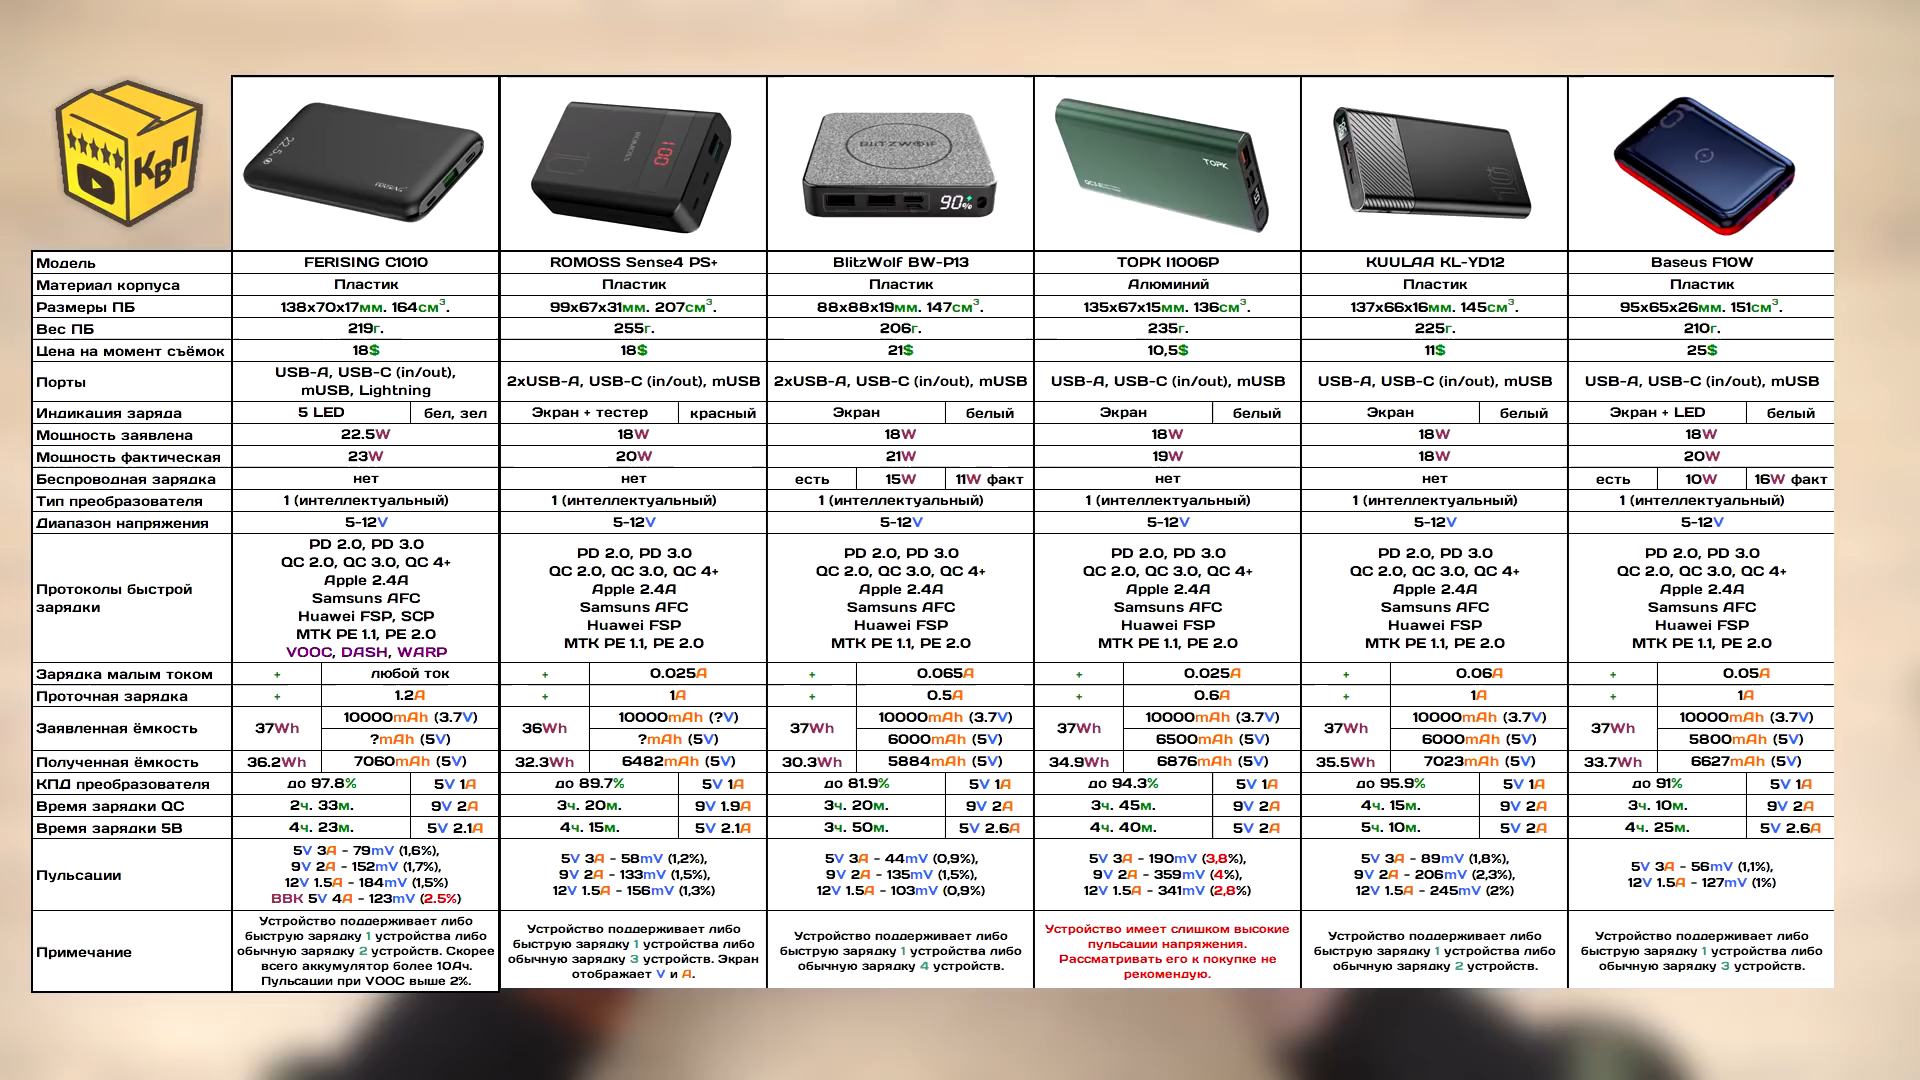 КВП
22.5
ROMOSS
10
100
BLITZWOLF
90%
TOPK
10
Модель FERISING C1010 ROMOSS Sense4 PS+ BlitzWolf BW-P13 TOPK I1006P KUULAA KL-YD12 Baseus F10W
Материал корпуса Пластик Пластик Пластик Алюминий Пластик Пластик
Размеры ПБ 138x70x17мм. 164см³. 99x67x31мм. 207см³. 88x88x19мм. 147см³. 135x67x15мм. 136см³. 137x66x16мм. 145см³. 95x65x26мм. 151см³.
Вес ПБ 219г. 255г. 206г. 235г. 225г. 210г.
Цена на момент съёмок 18$ 18$ 21$ 10,5$ 11$ 25$
Порты USB-A, USB-C (in/out), mUSB, Lightning 2xUSB-A, USB-C (in/out), mUSB 2xUSB-A, USB-C (in/out), mUSB USB-A, USB-C (in/out), mUSB USB-A, USB-C (in/out), mUSB USB-A, USB-C (in/out), mUSB
Индикация заряда 5 LED бел, зел Экран + тестер красный Экран белый Экран белый Экран белый Экран + LED белый
Мощность заявлена 22.5W 18W 18W 18W 18W 18W
Мощность фактическая 23W 20W 21W 19W 18W 20W
Беспроводная зарядка нет нет есть 15W 11W факт нет нет есть 10W 16W факт
Тип преобразователя 1 (интеллектуальный) 1 (интеллектуальный) 1 (интеллектуальный) 1 (интеллектуальный) 1 (интеллектуальный) 1 (интеллектуальный)
Диапазон напряжения 5-12V 5-12V 5-12V 5-12V 5-12V 5-12V
Протоколы быстрой
зарядки
PD 2.0, PD 3.0
QC 2.0, QC 3.0, QC 4+
Apple 2.4A
Samsuns AFC
Huawei FSP, SCP
MTK PE 1.1, PE 2.0
VOOC, DASH, WARP
PD 2.0, PD 3.0
QC 2.0, QC 3.0, QC 4+
Apple 2.4A
Samsuns AFC
Huawei FSP
MTK PE 1.1, PE 2.0
PD 2.0, PD 3.0
QC 2.0, QC 3.0, QC 4+
Apple 2.4A
Samsuns AFC
Huawei FSP
MTK PE 1.1, PE 2.0
PD 2.0, PD 3.0
QC 2.0, QC 3.0, QC 4+
Apple 2.4A
Samsuns AFC
Huawei FSP
MTK PE 1.1, PE 2.0
PD 2.0, PD 3.0
QC 2.0, QC 3.0, QC 4+
Apple 2.4A
Samsuns AFC
Huawei FSP
MTK PE 1.1, PE 2.0
PD 2.0, PD 3.0
QC 2.0, QC 3.0, QC 4+
Apple 2.4A
Samsuns AFC
Huawei FSP
MTK PE 1.1, PE 2.0
Зарядка малым током + любой ток + 0.025A + 0.065A + 0.025A + 0.06A + 0.05A
Проточная зарядка + 1.2A + 1A + 0.5A + 0.6A + 1A + 1A
Заявленная ёмкость 37Wh 10000mAh (3.7V) 36Wh 10000mAh (?V) 37Wh 10000mAh (3.7V) 37Wh 10000mAh (3.7V) 37Wh 10000mAh (3.7V) 37Wh 10000mAh (3.7V)
?mAh (5V) ?mAh (5V) 6000mAh (5V) 6500mAh (5V) 6000mAh (5V) 5800mAh (5V)
Полученная ёмкость 36.2Wh 7060mAh (5V) 32.3Wh 6482mAh (5V) 30.3Wh 5884mAh (5V) 34.9Wh 6876mAh (5V) 35.5Wh 7023mAh (5V) 33.7Wh 6627mAh (5V)
КПД преобразователя до 97.8% 5V 1A до 89.7% 5V 1A до 81.9% 5V 1A до 94.3% 5V 1A до 95.9% 5V 1A до 91% 5V 1A
Время зарядки QC 2ч. 33м. 9V 2A 3ч. 20м. 9V 1.9A 3ч. 20м. 9V 2A 3ч. 45м. 9V 2A 4ч. 15м. 9V 2A 3ч. 10м. 9V 2A
Время зарядки 5В 4ч. 23м. 5V 2.1A 4ч. 15м. 5V 2.1A 3ч. 50м. 5V 2.6A 4ч. 40м. 5V 2A 5ч. 10м. 5V 2A 4ч. 25м. 5V 2.6A
Пульсации
5V 3A - 79mV (1,6%),
9V 2A - 152mV (1,7%),
12V 1.5A - 184mV (1,5%)
BBK 5V 4A - 123mV (2.5%)
5V 3A - 58mV (1,2%),
9V 2A - 133mV (1,5%),
12V 1.5A - 156mV (1,3%)
5V 3A - 44mV (0,9%),
9V 2A - 135mV (1,5%),
12V 1.5A - 103mV (0,9%)
5V 3A - 190mV (3,8%),
9V 2A - 359mV (4%),
12V 1.5A - 341mV (2,8%)
5V 3A - 89mV (1,8%),
9V 2A - 206mV (2,3%),
12V 1.5A - 245mV (2%)
5V 3A - 56mV (1,1%),
12V 1.5A - 127mV (1%)
Примечание
Устройство поддерживает либо
быструю зарядку 1 устройства либо
обычную зарядку 2 устройств. Скорее
всего аккумулятор более 10Ач.
Пульсации при VOOC выше 2%.
Устройство поддерживает либо
быструю зарядку 1 устройства либо
обычную зарядку 3 устройств. Экран
отображает V и A.
Устройство поддерживает либо
быструю зарядку 1 устройства либо
обычную зарядку 4 устройств.
Устройство имеет слишком высокие
пульсации напряжения.
Рассматривать его к покупке не
рекомендую.
Устройство поддерживает либо
быструю зарядку 1 устройства либо
обычную зарядку 2 устройств.
Устройство поддерживает либо
быструю зарядку 1 устройства либо
обычную зарядку 3 устройств.